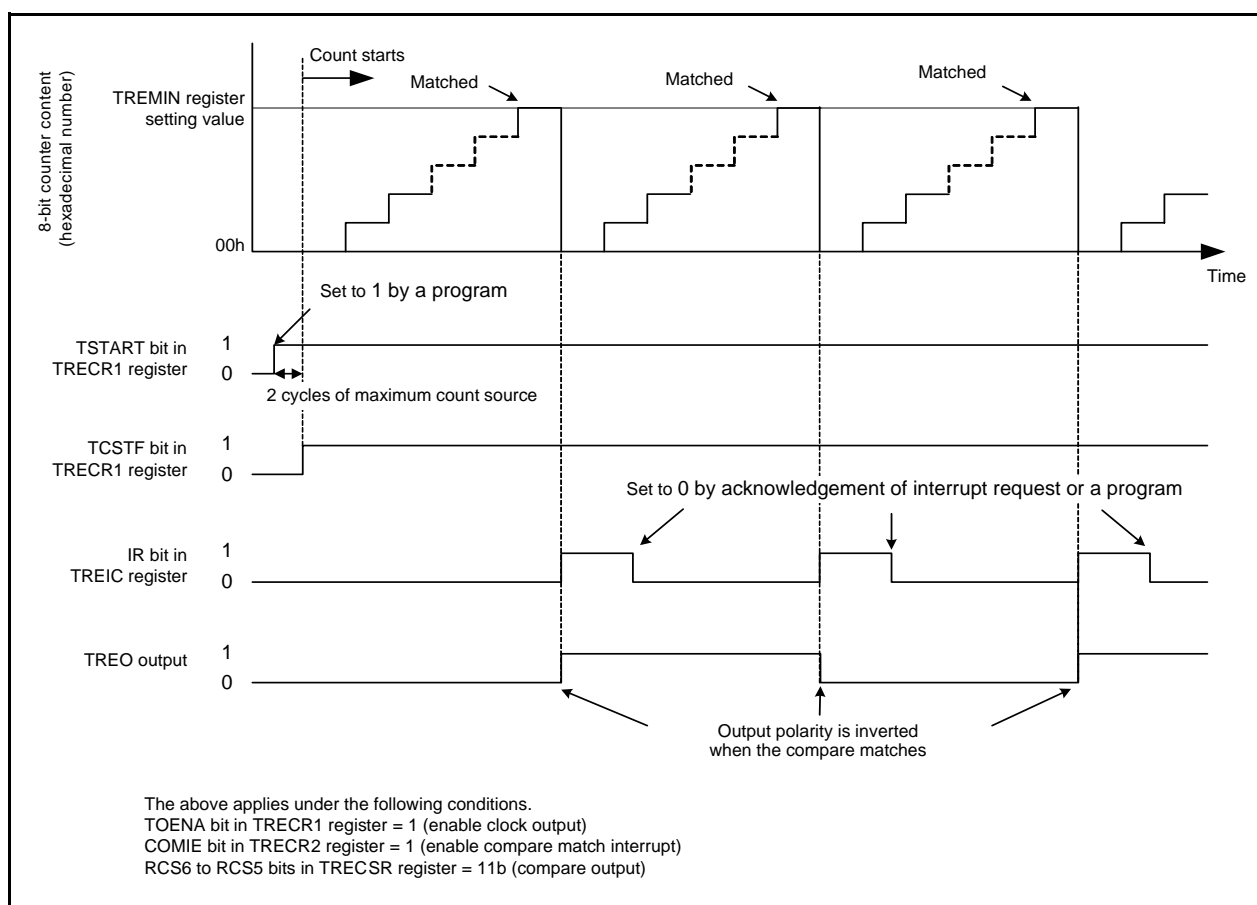 Count starts
Matched
Matched
Matched
TREMIN register
setting value
8-bit counter content
(hexadecimal number)
00h
Time
Set to 1 by a program
TSTART bit in
TRECR1 register
1
0
2 cycles of maximum count source
TCSTF bit in
TRECR1 register
1
0
Set to 0 by acknowledgement of interrupt request or a program
IR bit in
TREIC register
1
0
TREO output
1
0
Output polarity is inverted
when the compare matches
The above applies under the following conditions.
TOENA bit in TRECR1 register = 1 (enable clock output)
COMIE bit in TRECR2 register = 1 (enable compare match interrupt)
RCS6 to RCS5 bits in TRECSR register = 11b (compare output)